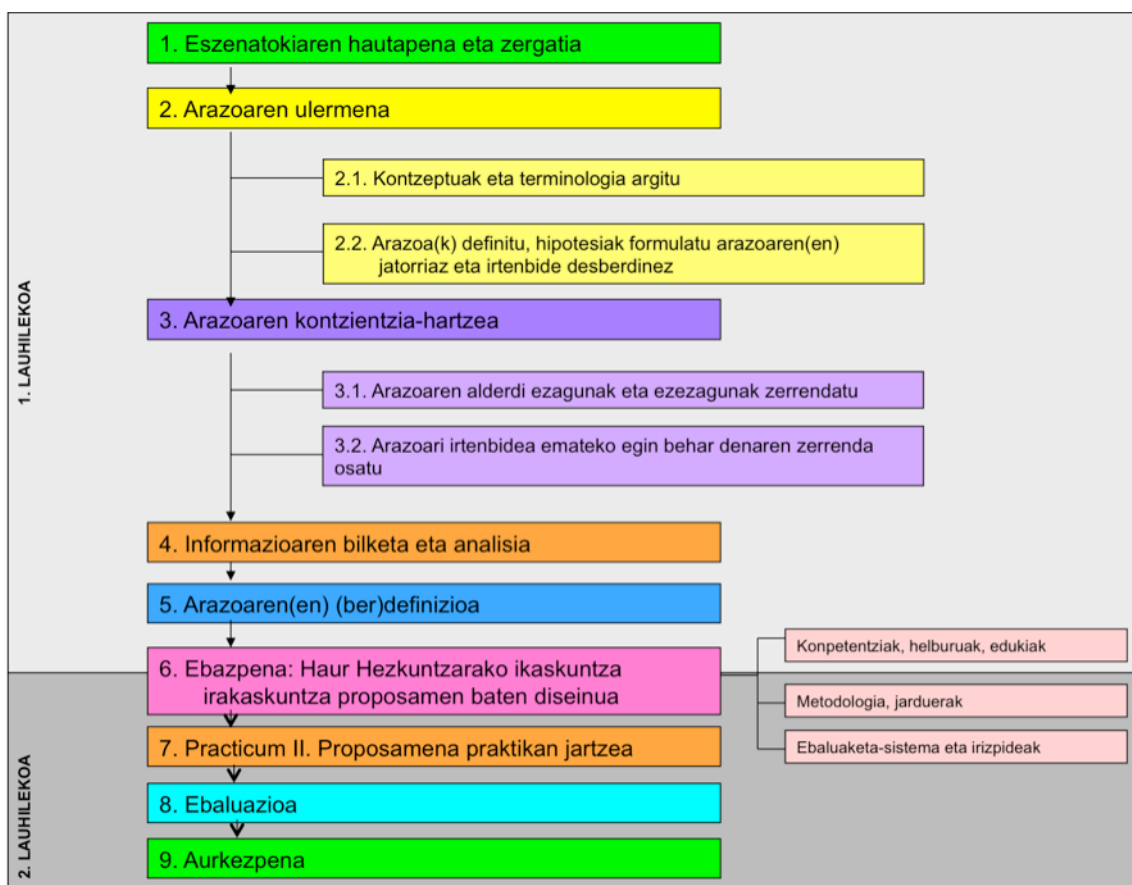 1. Eszenatokiaren hautapena eta zergatia
2. Arazoaren ulermena
2.1. Kontzeptuak eta terminologia argitu
2.2. Arazoa(k) definitu, hipotesiak formulatu arazoaren(en)
jatorriaz eta irtenbide desberdinez
3. Arazoaren kontzientzia-hartzea
3.1. Arazoaren alderdi ezagunak eta ezezagunak zerrendatu
3.2. Arazoari irtenbidea emateko egin behar denaren zerrenda
osatu
4. Informazioaren bilketa eta analisia
5. Arazoaren(en) (ber)definizioa
6. Ebazpena: Haur Hezkuntzarako ikaskuntza
irakaskuntza proposamen baten diseinua
Konpetentziak, helburuak, edukiak
Metodologia, jarduerak
Ebaluaketa-sistema eta irizpideak
7. Practicum II. Proposamena praktikan jartzea
8. Ebaluazioa
9. Aurkezpena
1. LAUHILEKOA
2. LAUHILEKOA